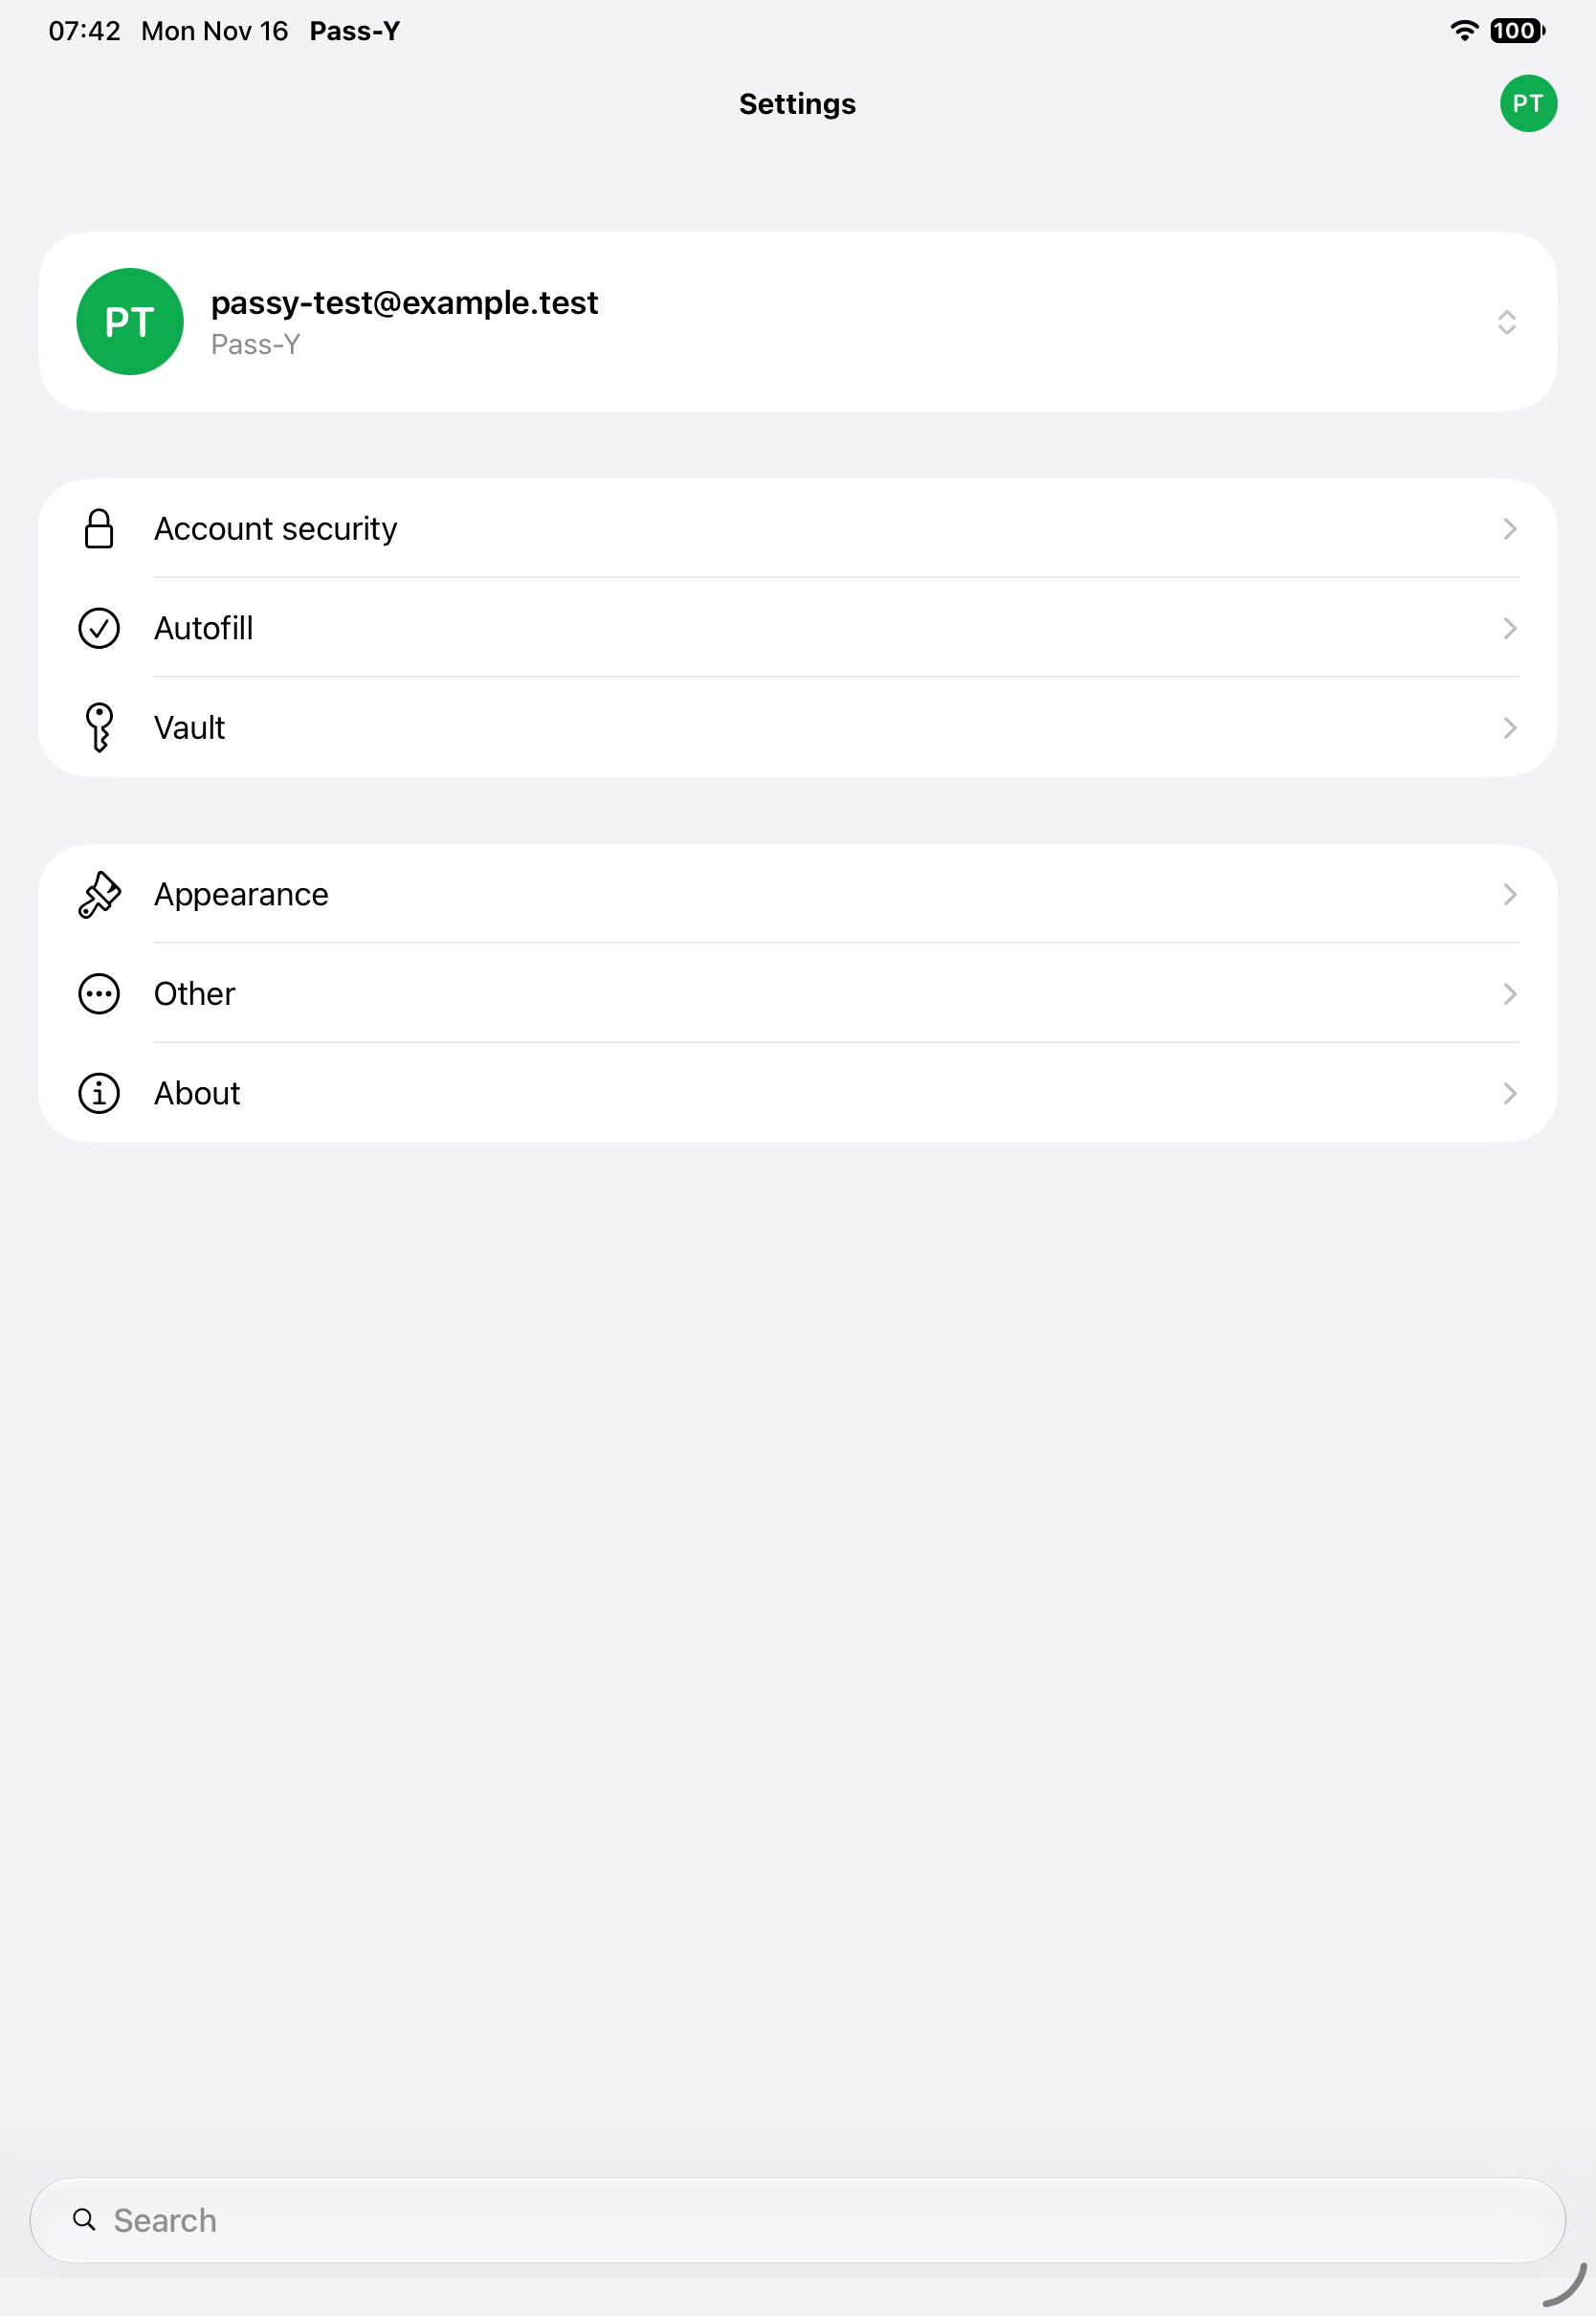 07:42 Mon Nov 16 Pass-Y 100
Settings
PT
PT
passy-test@example.test
Pass-Y
Account security
Autofill
Vault
Appearance
Other
About
Search